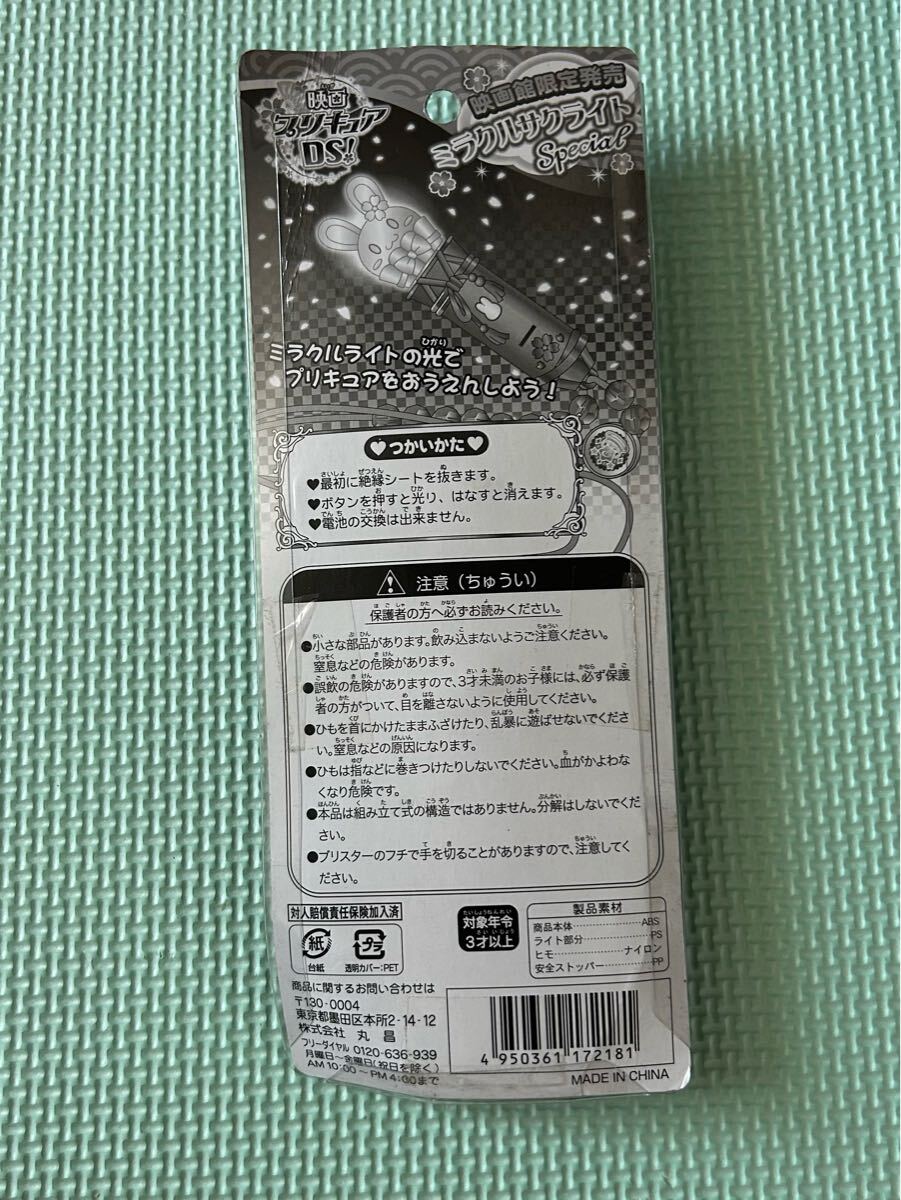 映画
プリキュア
DS!
映画館限定発売
ミラクルサクライト
Special
ミラクルライトの光で
プリキュアをおうえんしよう!
♥つかいかた♥
♥最初に絶縁シートを抜きます。
♥ボタンを押すと光り、はなすと消えます。
♥電池の交換は出来ません。
注意(ちゅうい)
保護者の方へ必ずお読みください。
●小さな部品があります。飲み込まないようご注意ください。
窒息などの危険があります。
●誤飲の危険がありますので、3才未満のお子様には、必ず保護
者の方がついて、目を離さないように使用してください。
●ひもを首にかけたままふざけたり、乱暴に遊ばせないでくださ
い。窒息などの原因になります。
●ひもは指などに巻きつけたりしないでください。血がかよわな
くなり危険です。
●本品は組み立て式の構造ではありません。分解はしないでくだ
さい。
●ブリスターのフチで手を切ることがありますので、注意してく
ださい。
対人賠償責任保険加入済
紙
台紙
プラ
透明カバー:PET
対象年令
3才以上
製品素材
商品本体……ABS
ライト部分……PS
ヒモ……ナイロン
安全ストッパー……PP
商品に関するお問い合わせは
〒130-0004
東京都墨田区本所2-14-12
株式会社 丸昌
フリーダイヤル 0120-636-939
月曜日~金曜日(祝日を除く)
AM 10:00~PM 4:00まで
4 950361 172181
MADE IN CHINA